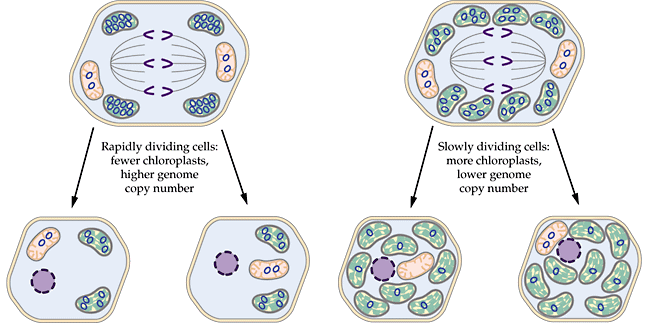 Rapidly dividing cells:
fewer chloroplasts,
higher genome
copy number
Slowly dividing cells:
more chloroplasts,
lower genome
copy number